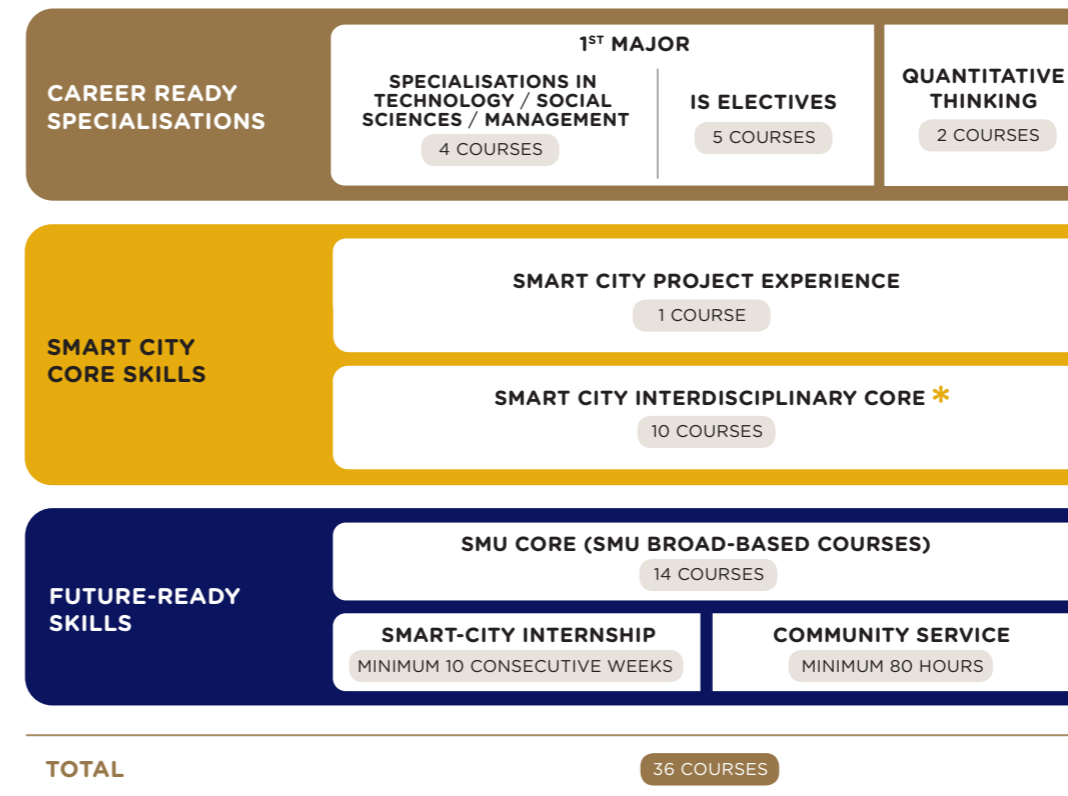 CAREER READY
SPECIALISATIONS
1ST MAJOR
SPECIALISATIONS IN
TECHNOLOGY / SOCIAL
SCIENCES / MANAGEMENT
4 COURSES
IS ELECTIVES
5 COURSES
QUANTITATIVE
THINKING
2 COURSES
SMART CITY
CORE SKILLS
SMART CITY PROJECT EXPERIENCE
1 COURSE
SMART CITY INTERDISCIPLINARY CORE *
10 COURSES
FUTURE-READY
SKILLS
SMU CORE (SMU BROAD-BASED COURSES)
14 COURSES
SMART-CITY INTERNSHIP
MINIMUM 10 CONSECUTIVE WEEKS
COMMUNITY SERVICE
MINIMUM 80 HOURS
TOTAL
36 COURSES